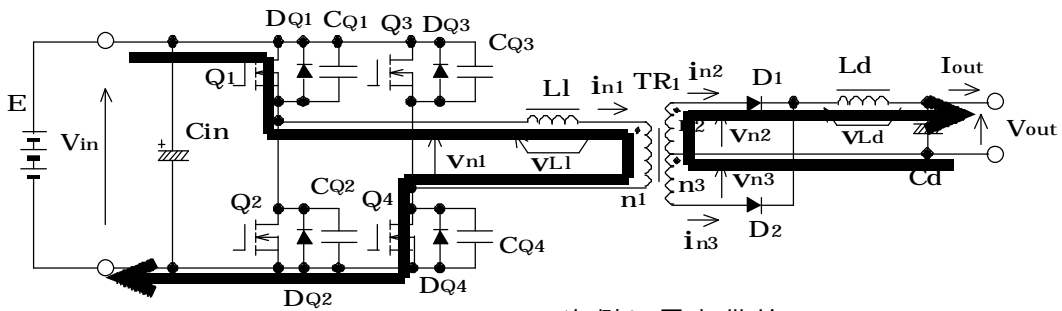 DQ1 CQ1 Q3 DQ3
CQ3
Q1
E
Vin
+
Cin
Ll
in1
TR1
in2
D1
Ld
Iout
n2
Vn2
VLd
Vout
Vn1
VLl
n1
n3
Vn3
Cd
D2
in3
Q2
CQ2
Q4
CQ4
DQ2
DQ4